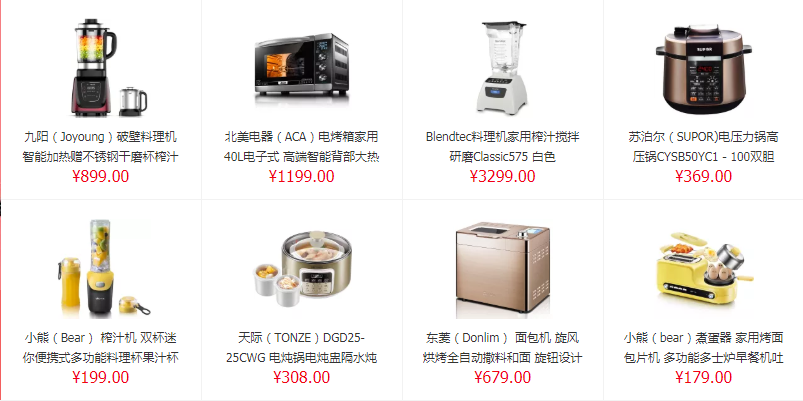 九阳（Joyoung）破壁料理机
智能加热赠不锈钢干磨杯榨汁
¥899.00
北美电器（ACA）电烤箱家用
40L电子式 高端智能背部大热
¥1199.00
Blendtec料理机家用榨汁搅拌
研磨Classic575 白色
¥3299.00
SUPOR
苏泊尔（SUPOR)电压力锅高
压锅CYSB50YC1－100双胆
¥369.00
小熊（Bear） 榨汁机 双杯迷
你便携式多功能料理杯果汁杯
¥199.00
天际（TONZE）DGD25-
25CWG 电炖锅电炖盅隔水炖
¥308.00
东菱（Donlim） 面包机 旋风
烘烤全自动撒料和面 旋钮设计
¥679.00
小熊（bear）煮蛋器 家用烤面
包片机 多功能多士炉早餐机吐
¥179.00